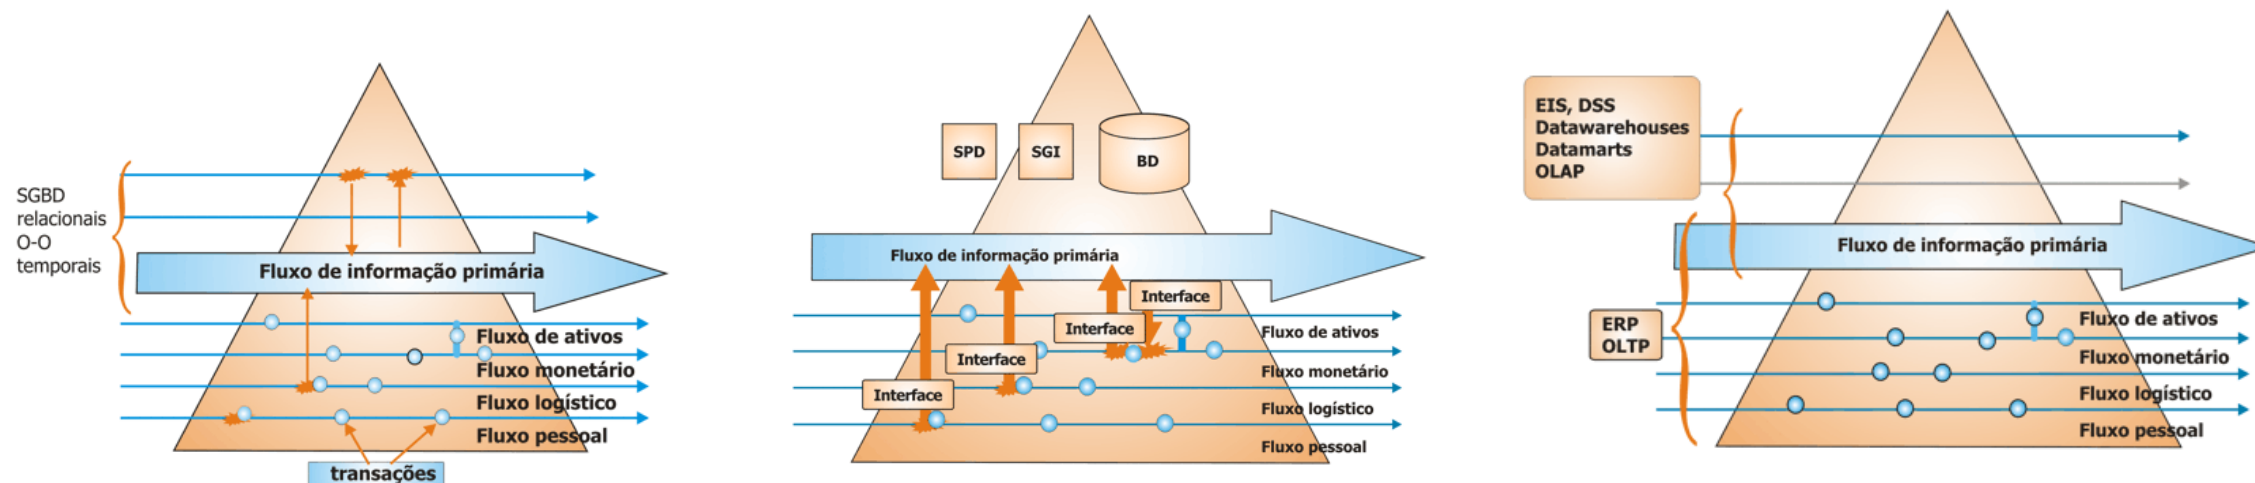 SGBD
relacionais
O-O
temporais
Fluxo de informação primária
Fluxo de ativos
Fluxo monetário
Fluxo logístico
Fluxo pessoal
transações
SPD
SGI
BD
Fluxo de informação primária
Interface
Interface
Interface
Interface
Fluxo de ativos
Fluxo monetário
Fluxo logístico
Fluxo pessoal
EIS, DSS
Datawarehouses
Datamarts
OLAP
Fluxo de informação primária
ERP
OLTP
Fluxo de ativos
Fluxo monetário
Fluxo logístico
Fluxo pessoal